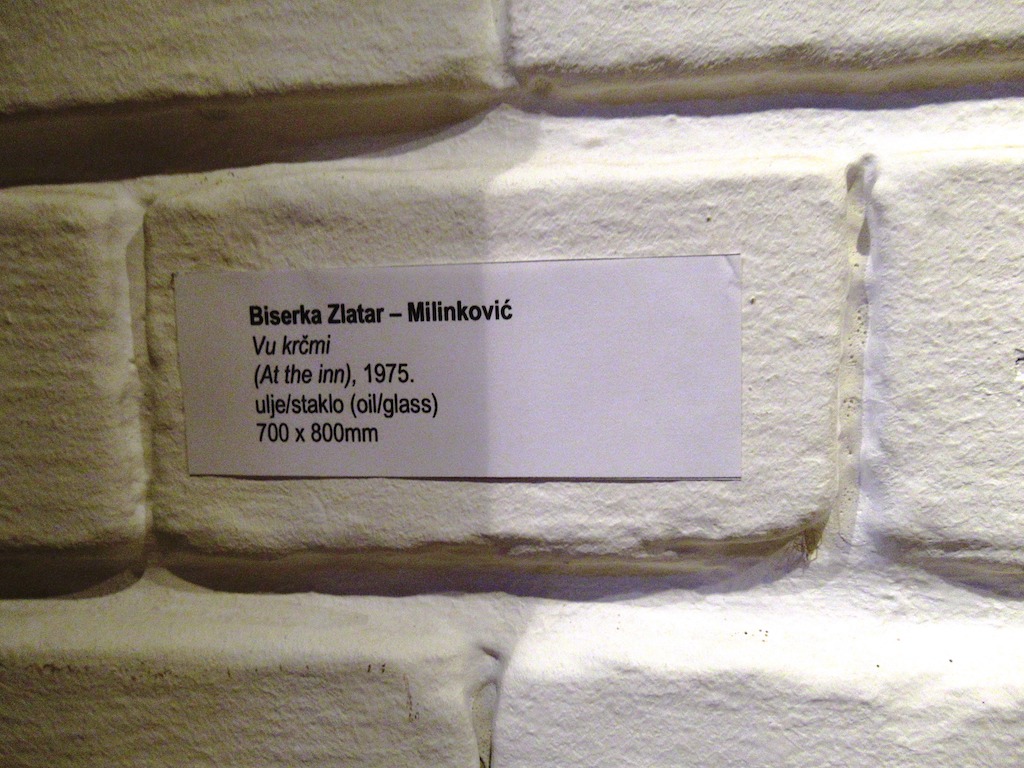 Biserka Zlatar – Milinković
Vu krčmi
(At the inn), 1975.
ulje/staklo (oil/glass)
700 x 800mm